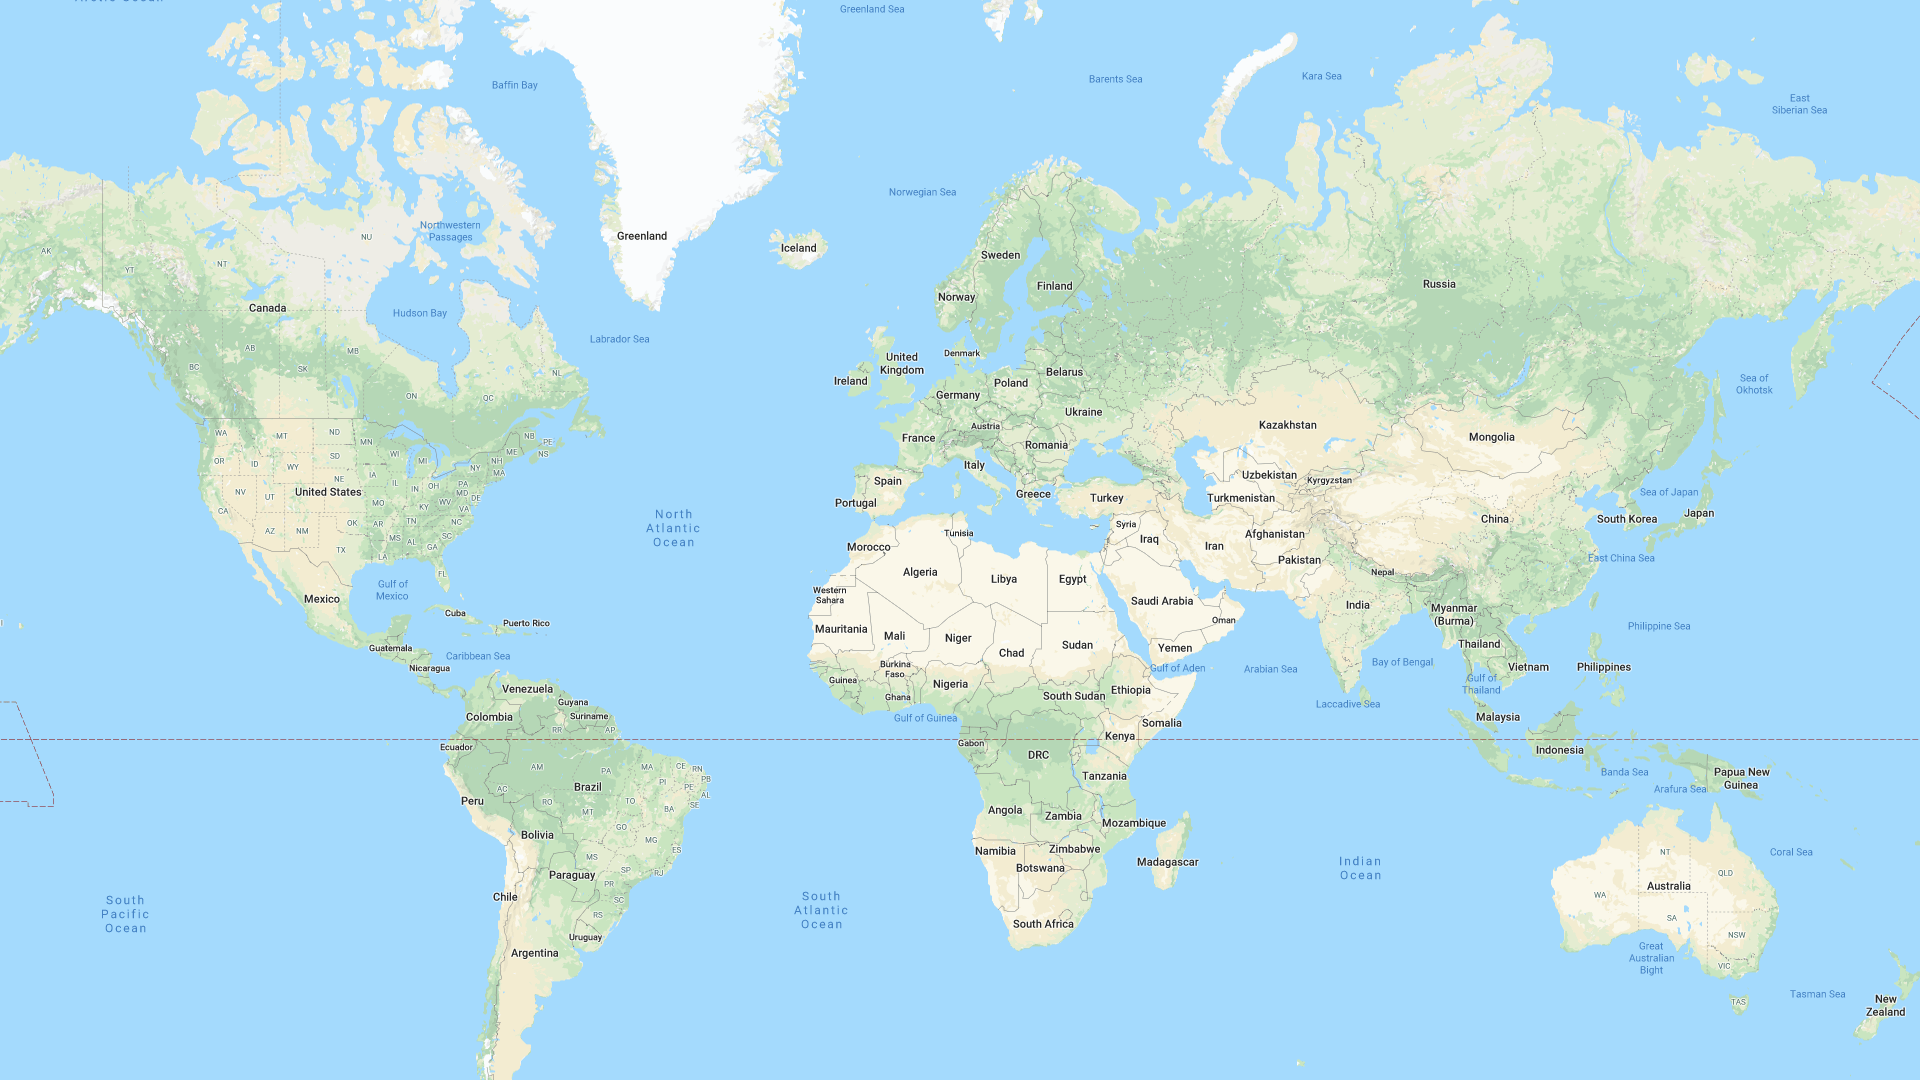 Greenland Sea
Baffin Bay
Barents Sea
Kara Sea
East
Siberian Sea
Norwegian Sea
Northwestern
Passages
NU
Greenland
Iceland
AK
YT
NT
Sweden
Finland
Norway
Russia
Canada
Hudson Bay
Labrador Sea
AB
MB
BC
SK
NL
ON
QC
United
Kingdom
Ireland
Denmark
Belarus
Poland
Germany
Ukraine
Austria
France
Romania
Italy
Kazakhstan
Mongolia
Sea of
Okhotsk
WA
MT
ND
MN
NB
PE
OR
ID
WY
SD
WI
MI
ME
NS
NH
NY
MA
IA
NE
NV
UT
United States
IL
IN
OH
PA
MD
DE
CA
MO
KY
WV
VA
AZ
NM
OK
AR
TN
NC
MS
AL
SC
TX
LA
GA
FL
North
Atlantic
Ocean
Spain
Portugal
Greece
Turkey
Uzbekistan
Kyrgyzstan
Turkmenistan
Sea of Japan
Japan
South Korea
China
Tunisia
Syria
Iraq
Iran
Afghanistan
Pakistan
Nepal
East China Sea
Morocco
Algeria
Libya
Egypt
Western
Sahara
Saudi Arabia
India
Myanmar
(Burma)
Oman
Philippine Sea
Gulf of
Mexico
Mexico
Cuba
Puerto Rico
Guatemala
Caribbean Sea
Nicaragua
Mauritania
Mali
Niger
Chad
Sudan
Yemen
Thailand
Burkina
Faso
Guinea
Nigeria
Ghana
South Sudan
Ethiopia
Gulf of Aden
Arabian Sea
Bay of Bengal
Gulf of
Thailand
Vietnam
Philippines
Laccadive Sea
Gulf of Guinea
Somalia
Malaysia
Venezuela
Guyana
Colombia
Suriname
RR
AP
Ecuador
Gabon
DRC
Kenya
Indonesia
Tanzania
Banda Sea
Papua New
Guinea
Arafura Sea
AM
PA
MA
CE
RN
PB
PI
PE
AL
SE
AC
Brazil
Peru
RO
TO
BA
MT
GO
Bolivia
MG
ES
MS
SP
RJ
Paraguay
PR
SC
Chile
RS
Uruguay
Argentina
Angola
Zambia
Mozambique
Namibia
Zimbabwe
Botswana
Madagascar
South Africa
South
Pacific
Ocean
South
Atlantic
Ocean
Indian
Ocean
Coral Sea
NT
QLD
WA
Australia
SA
NSW
Great
Australian
Bight
VIC
TAS
Tasman Sea
New
Zealand